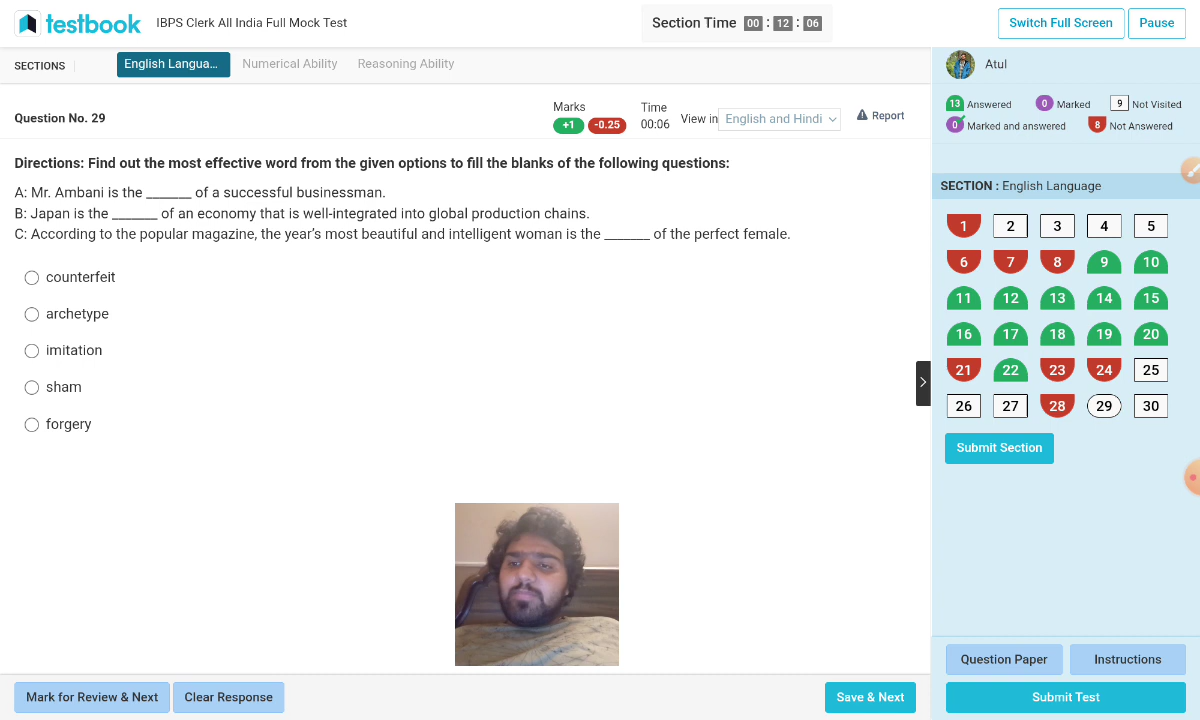 testbook
IBPS Clerk All India Full Mock Test
Section Time 00 : 12 : 06
Switch Full Screen
Pause
SECTIONS
English Langua...
Numerical Ability
Reasoning Ability
Atul
13 Answered
0 Marked
9 Not Visited
0 Marked and answered
8 Not Answered
Question No. 29
Marks
+1 -0.25
Time
00:06
View in English and Hindi
Report
Directions: Find out the most effective word from the given options to fill the blanks of the following questions:
A: Mr. Ambani is the _______ of a successful businessman.
B: Japan is the _______ of an economy that is well-integrated into global production chains.
C: According to the popular magazine, the year's most beautiful and intelligent woman is the _______ of the perfect female.
counterfeit
archetype
imitation
sham
forgery
SECTION : English Language
1 2 3 4 5
6 7 8 9 10
11 12 13 14 15
16 17 18 19 20
21 22 23 24 25
26 27 28 29 30
Submit Section
Question Paper
Instructions
Mark for Review & Next
Clear Response
Save & Next
Submit Test